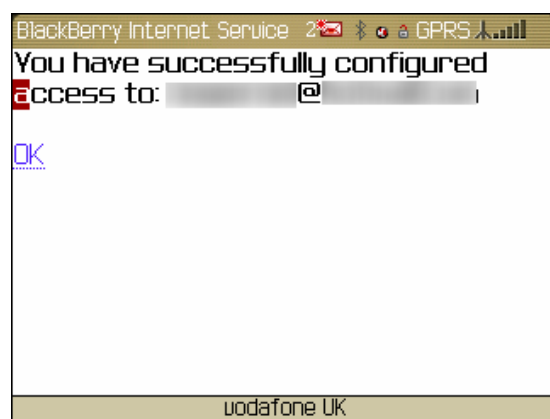 BlackBerry Internet Service 2 GPRS
You have successfully configured
access to: @
OK
vodafone UK